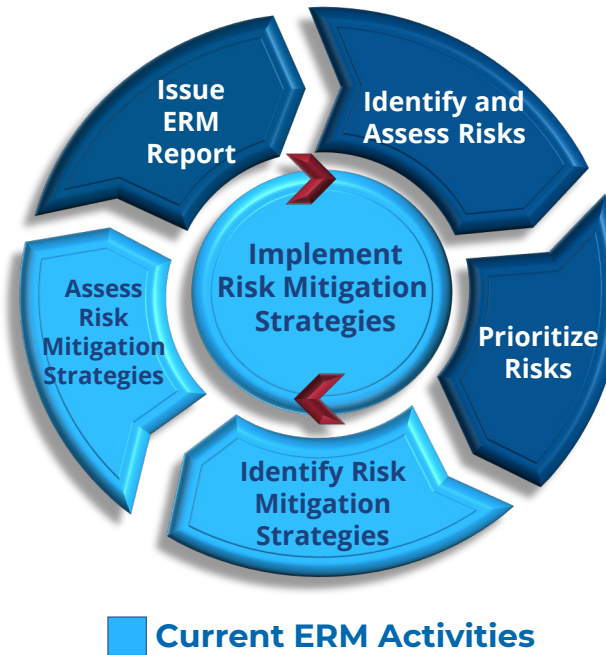 Issue
ERM
Report
Identify and
Assess Risks
Implement
Risk Mitigation
Strategies
Assess
Risk
Mitigation
Strategies
Prioritize
Risks
Identify Risk
Mitigation
Strategies
Current ERM Activities